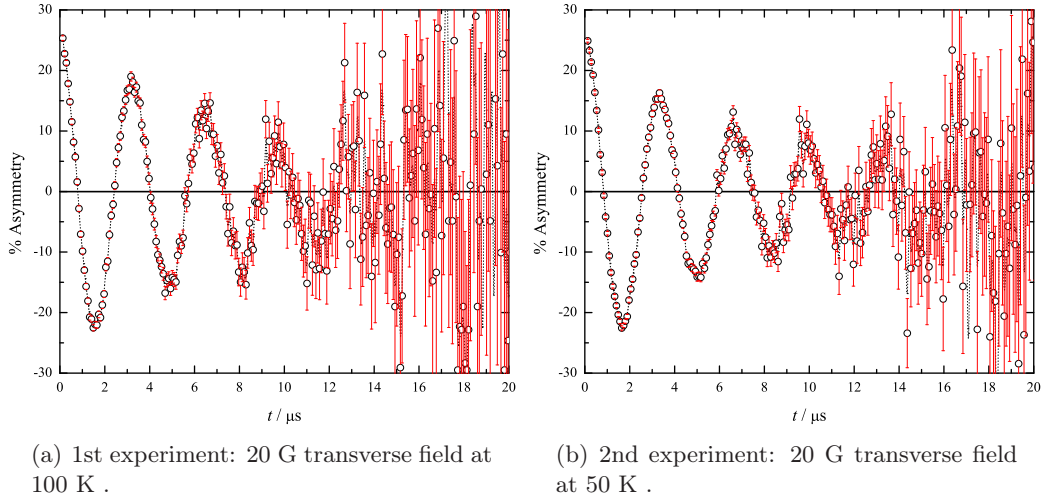 30
20
10
0
-10
-20
-30
% Asymmetry
0 2 4 6 8 10 12 14 16 18 20
t / μs
(a) 1st experiment: 20 G transverse field at
100 K .
30
20
10
0
-10
-20
-30
% Asymmetry
0 2 4 6 8 10 12 14 16 18 20
t / μs
(b) 2nd experiment: 20 G transverse field
at 50 K .